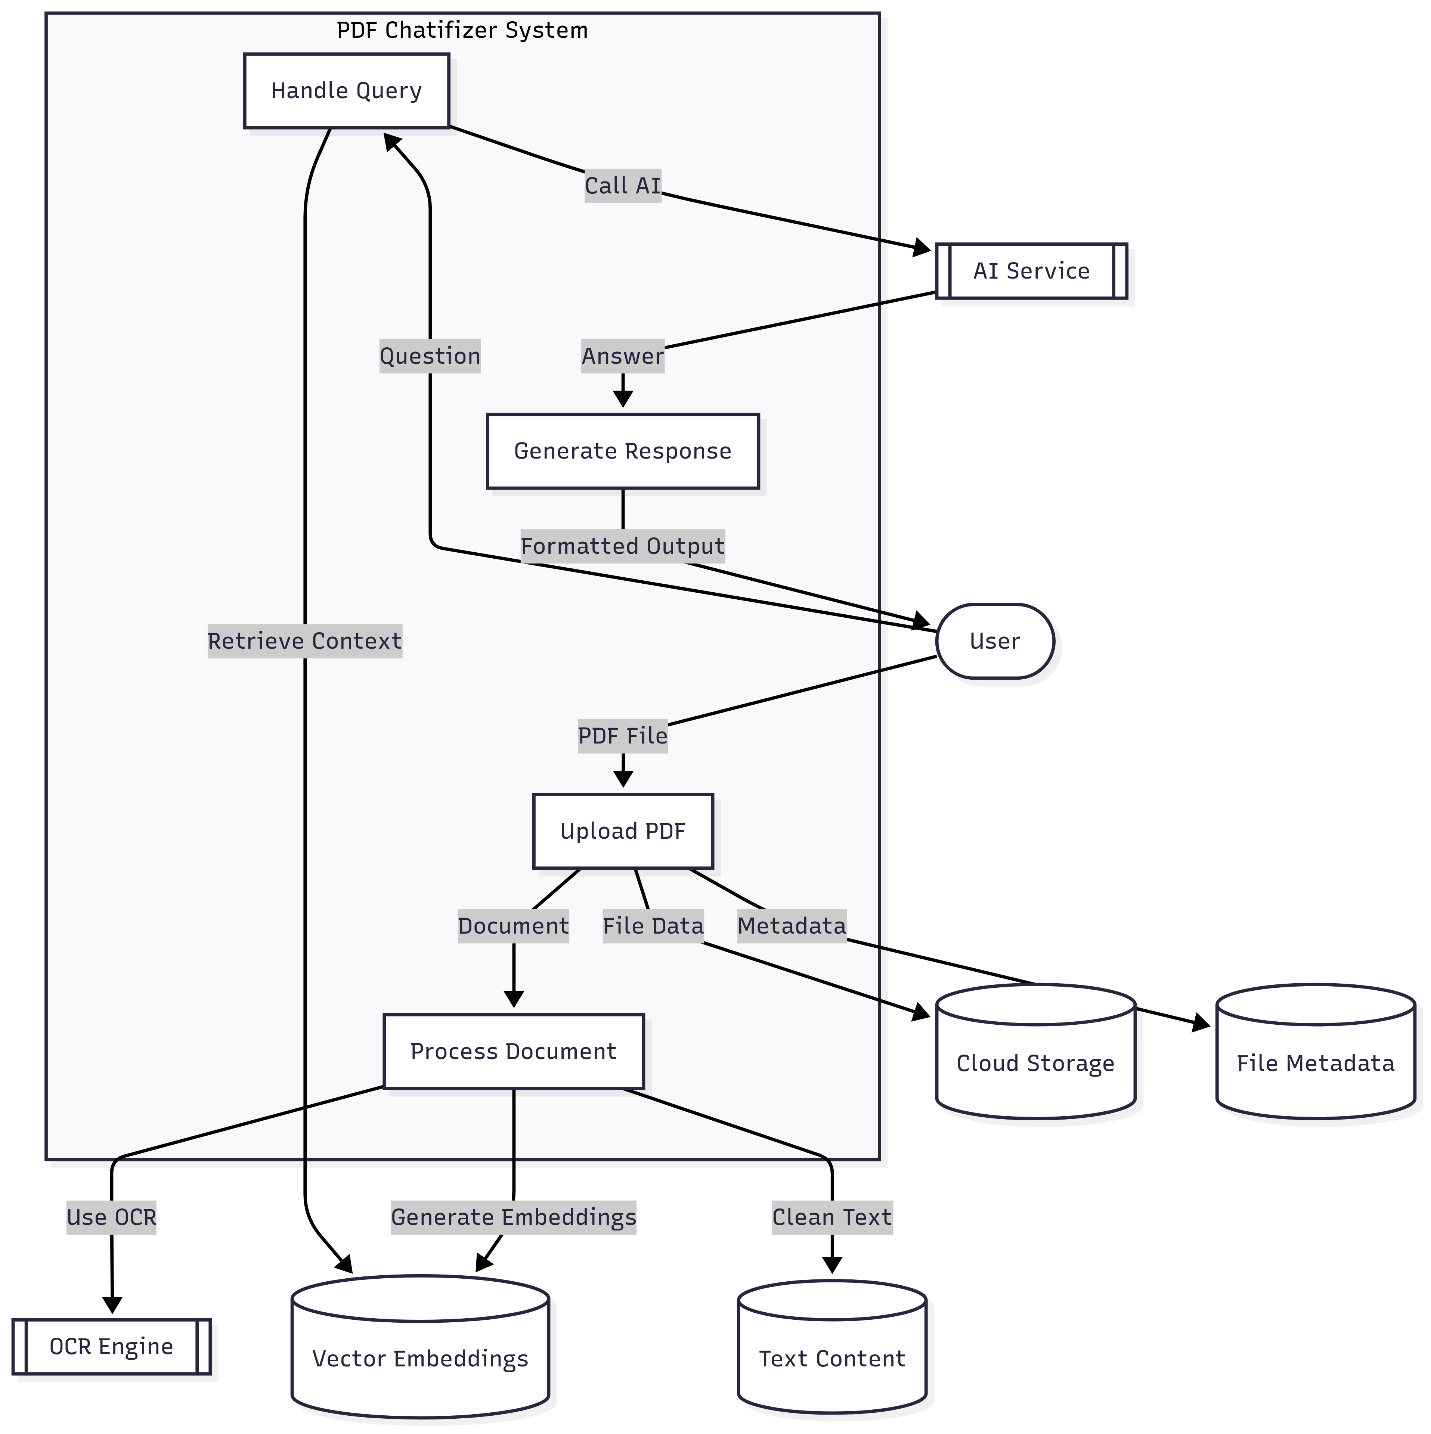 PDF Chatifizer System
Handle Query
Call AI
AI Service
Question
Answer
Generate Response
Formatted Output
Retrieve Context
User
PDF File
Upload PDF
Document
File Data
Metadata
Process Document
Cloud Storage
File Metadata
Use OCR
Generate Embeddings
Clean Text
OCR Engine
Vector Embeddings
Text Content